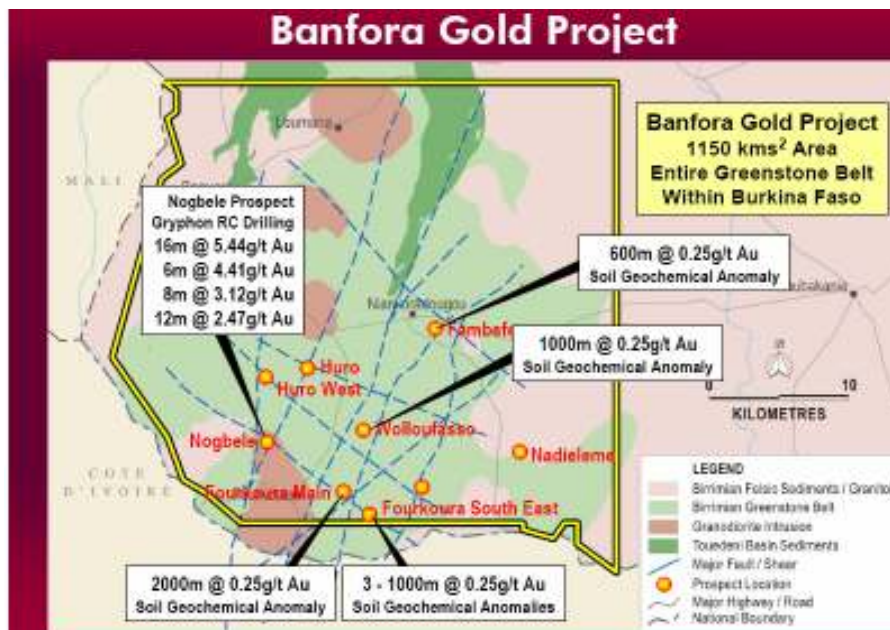 Banfora Gold Project
Banfora Gold Project
1150 kms² Area
Entire Greenstone Belt
Within Burkina Faso
Loumana
MALI
Nogbele Prospect
Gryphon RC Drilling
16m @ 5.44g/t Au
6m @ 4.41g/t Au
8m @ 3.12g/t Au
12m @ 2.47g/t Au
600m @ 0.25g/t Au
Soil Geochemical Anomaly
1000m @ 0.25g/t Au
Soil Geochemical Anomaly
Huro
Huro West
0 10
KILOMETRES
Nogbele
Wolloufasso
Nadieleme
COTE
D'IVOIRE
Fourkoura Main
Fourkoura South East
LEGEND
Birrimian Felsic Sediments / Granito
Birrimian Greenstone Belt
Granodiorite Intrusion
Touedeni Basin Sediments
Major Fault / Shear
Prospect Location
Major Highway / Road
National Boundary
2000m @ 0.25g/t Au
Soil Geochemical Anomaly
3 - 1000m @ 0.25g/t Au
Soil Geochemical Anomalies